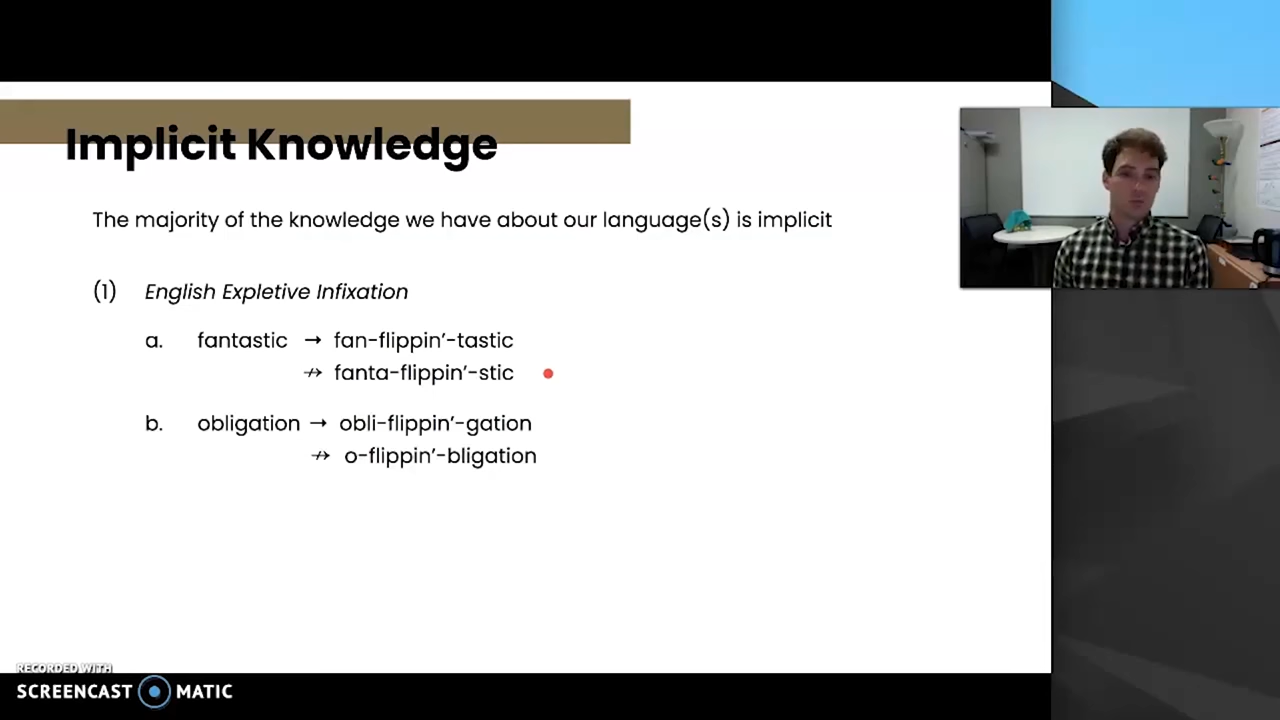 Implicit Knowledge
The majority of the knowledge we have about our language(s) is implicit
(1) English Expletive Infixation
a. fantastic → fan-flippin’-tastic
↛ fanta-flippin’-stic
b. obligation → obli-flippin’-gation
↛ o-flippin’-bligation
RECORDED WITH
SCREENCAST MATIC